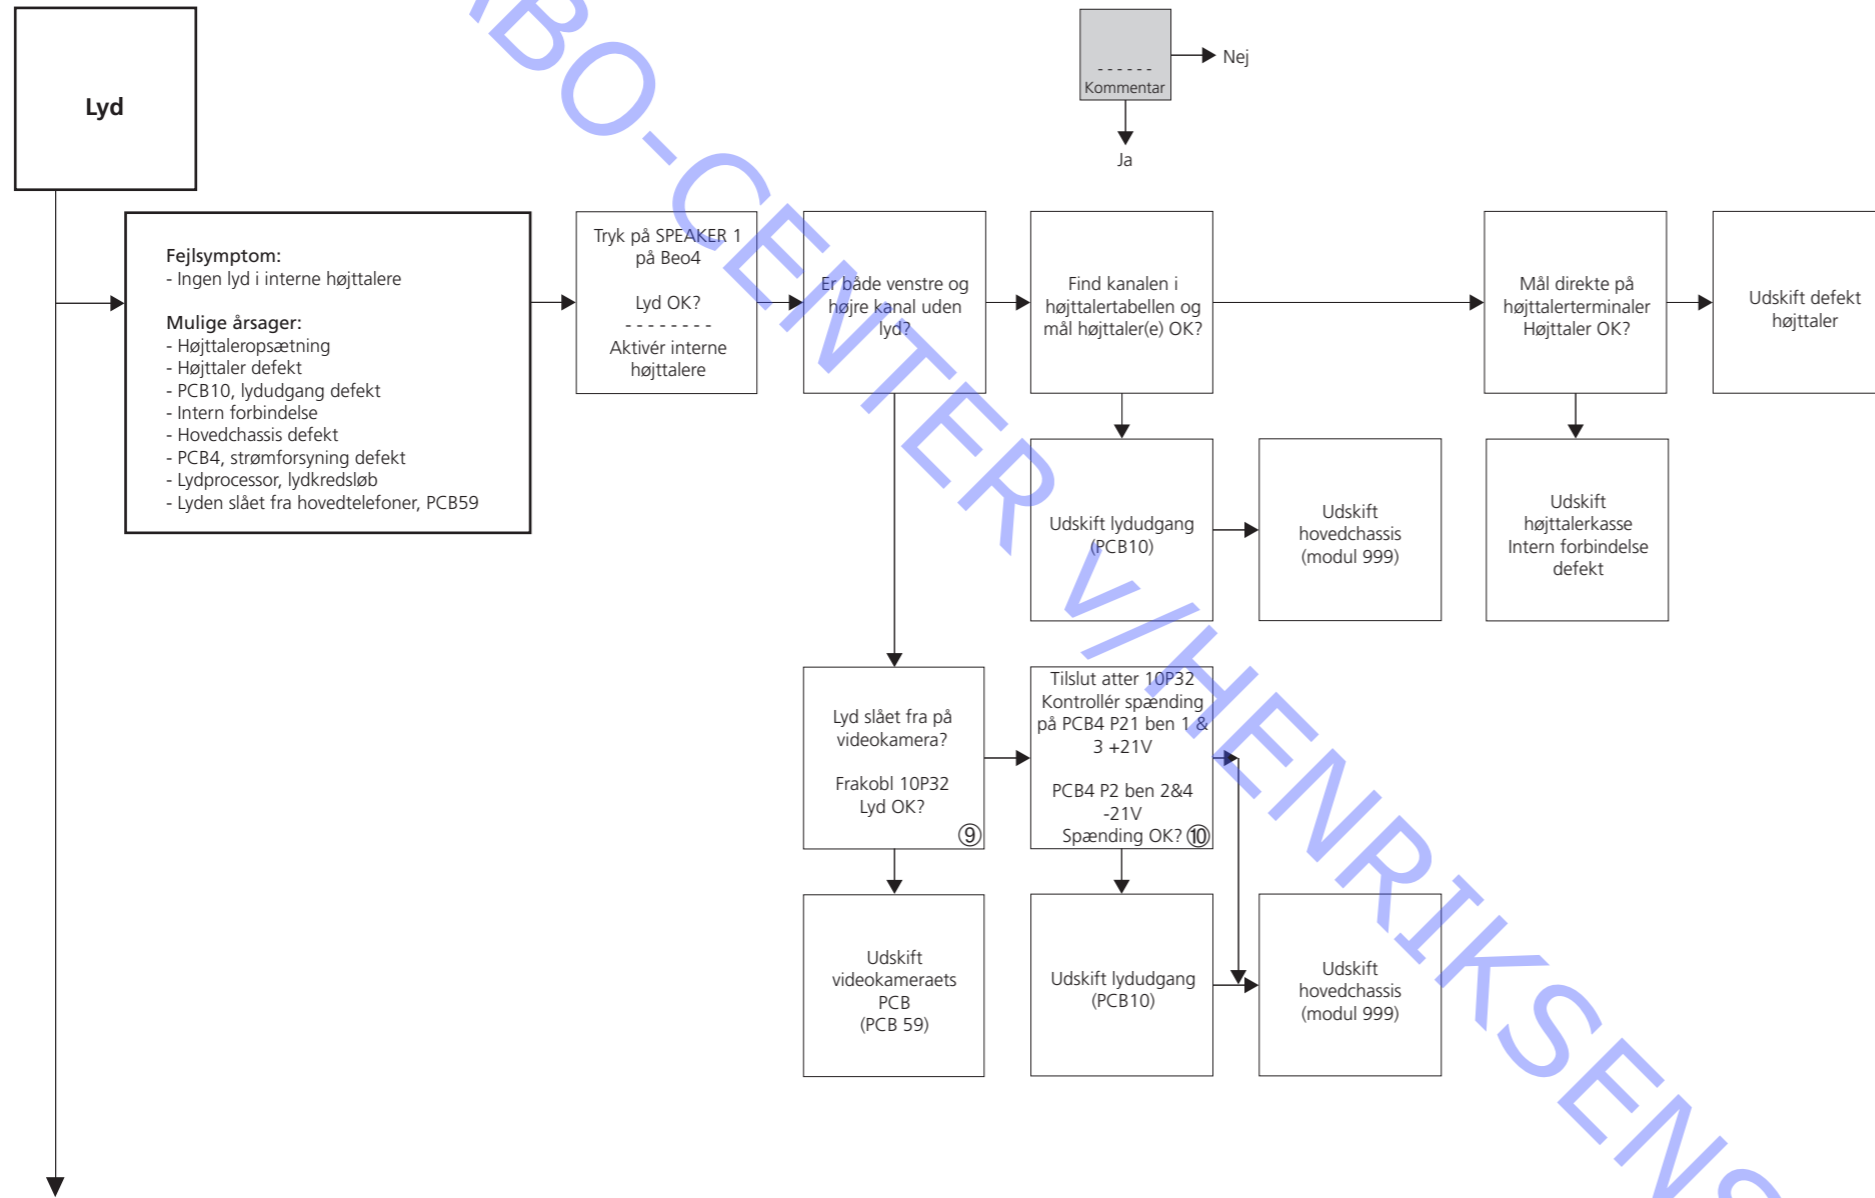 Lyd
Kommentar
Nej
Ja
Fejlsymptom:
- Ingen lyd i interne højttalere
Mulige årsager:
- Højttaleropsætning
- Højttaler defekt
- PCB10, lydudgang defekt
- Intern forbindelse
- Hovedchassis defekt
- PCB4, strømforsyning defekt
- Lydprocessor, lydkredsløb
- Lyden slået fra hovedtelefoner, PCB59
Tryk på SPEAKER 1
på Beo4
Lyd OK?
Aktivér interne
højttalere
Er både venstre og
højre kanal uden
lyd?
Find kanalen i
højttalertabellen og
mål højttaler(e) OK?
Mål direkte på
højttalerterminaler
Højttaler OK?
Udskift defekt
højttaler
Udskift lydudgang
(PCB10)
Udskift
hovedchassis
(modul 999)
Udskift
højttalerkasse
Intern forbindelse
defekt
Lyd slået fra på
videokamera?
Frakobl 10P32
Lyd OK?
⑨
Tilslut atter 10P32
Kontrollér spænding
på PCB4 P21 ben 1 &
3 +21V
PCB4 P2 ben 2&4
-21V
Spænding OK? ⑩
Udskift
videokameraets
PCB
(PCB 59)
Udskift lydudgang
(PCB10)
Udskift
hovedchassis
(modul 999)
BO-CENTER v/HENRIKSENS